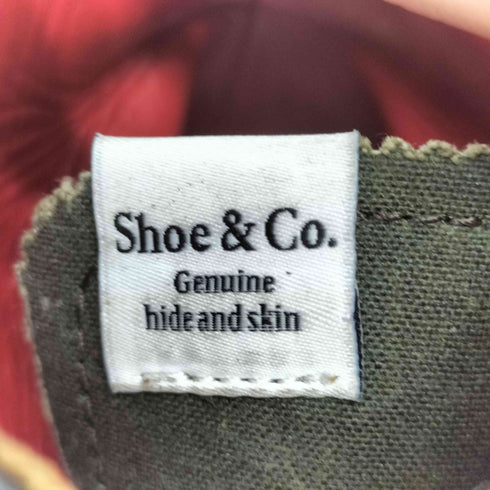 Shoe & Co.
Genuine
hide and skin